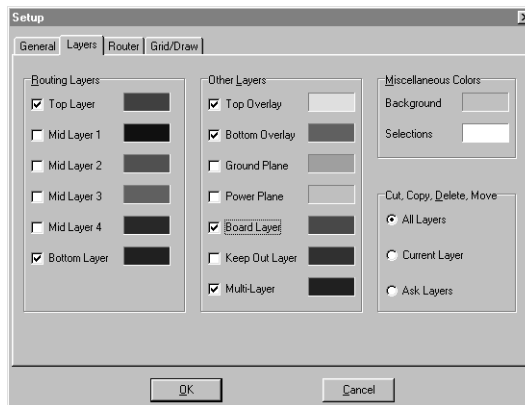 Setup
General Layers Router Grid/Draw
Routing Layers
Top Layer
Mid Layer 1
Mid Layer 2
Mid Layer 3
Mid Layer 4
Bottom Layer
Other Layers
Top Overlay
Bottom Overlay
Ground Plane
Power Plane
Board Layer
Keep Out Layer
Multi-Layer
Miscellaneous Colors
Background
Selections
Cut, Copy, Delete, Move
All Layers
Current Layer
Ask Layers
OK Cancel